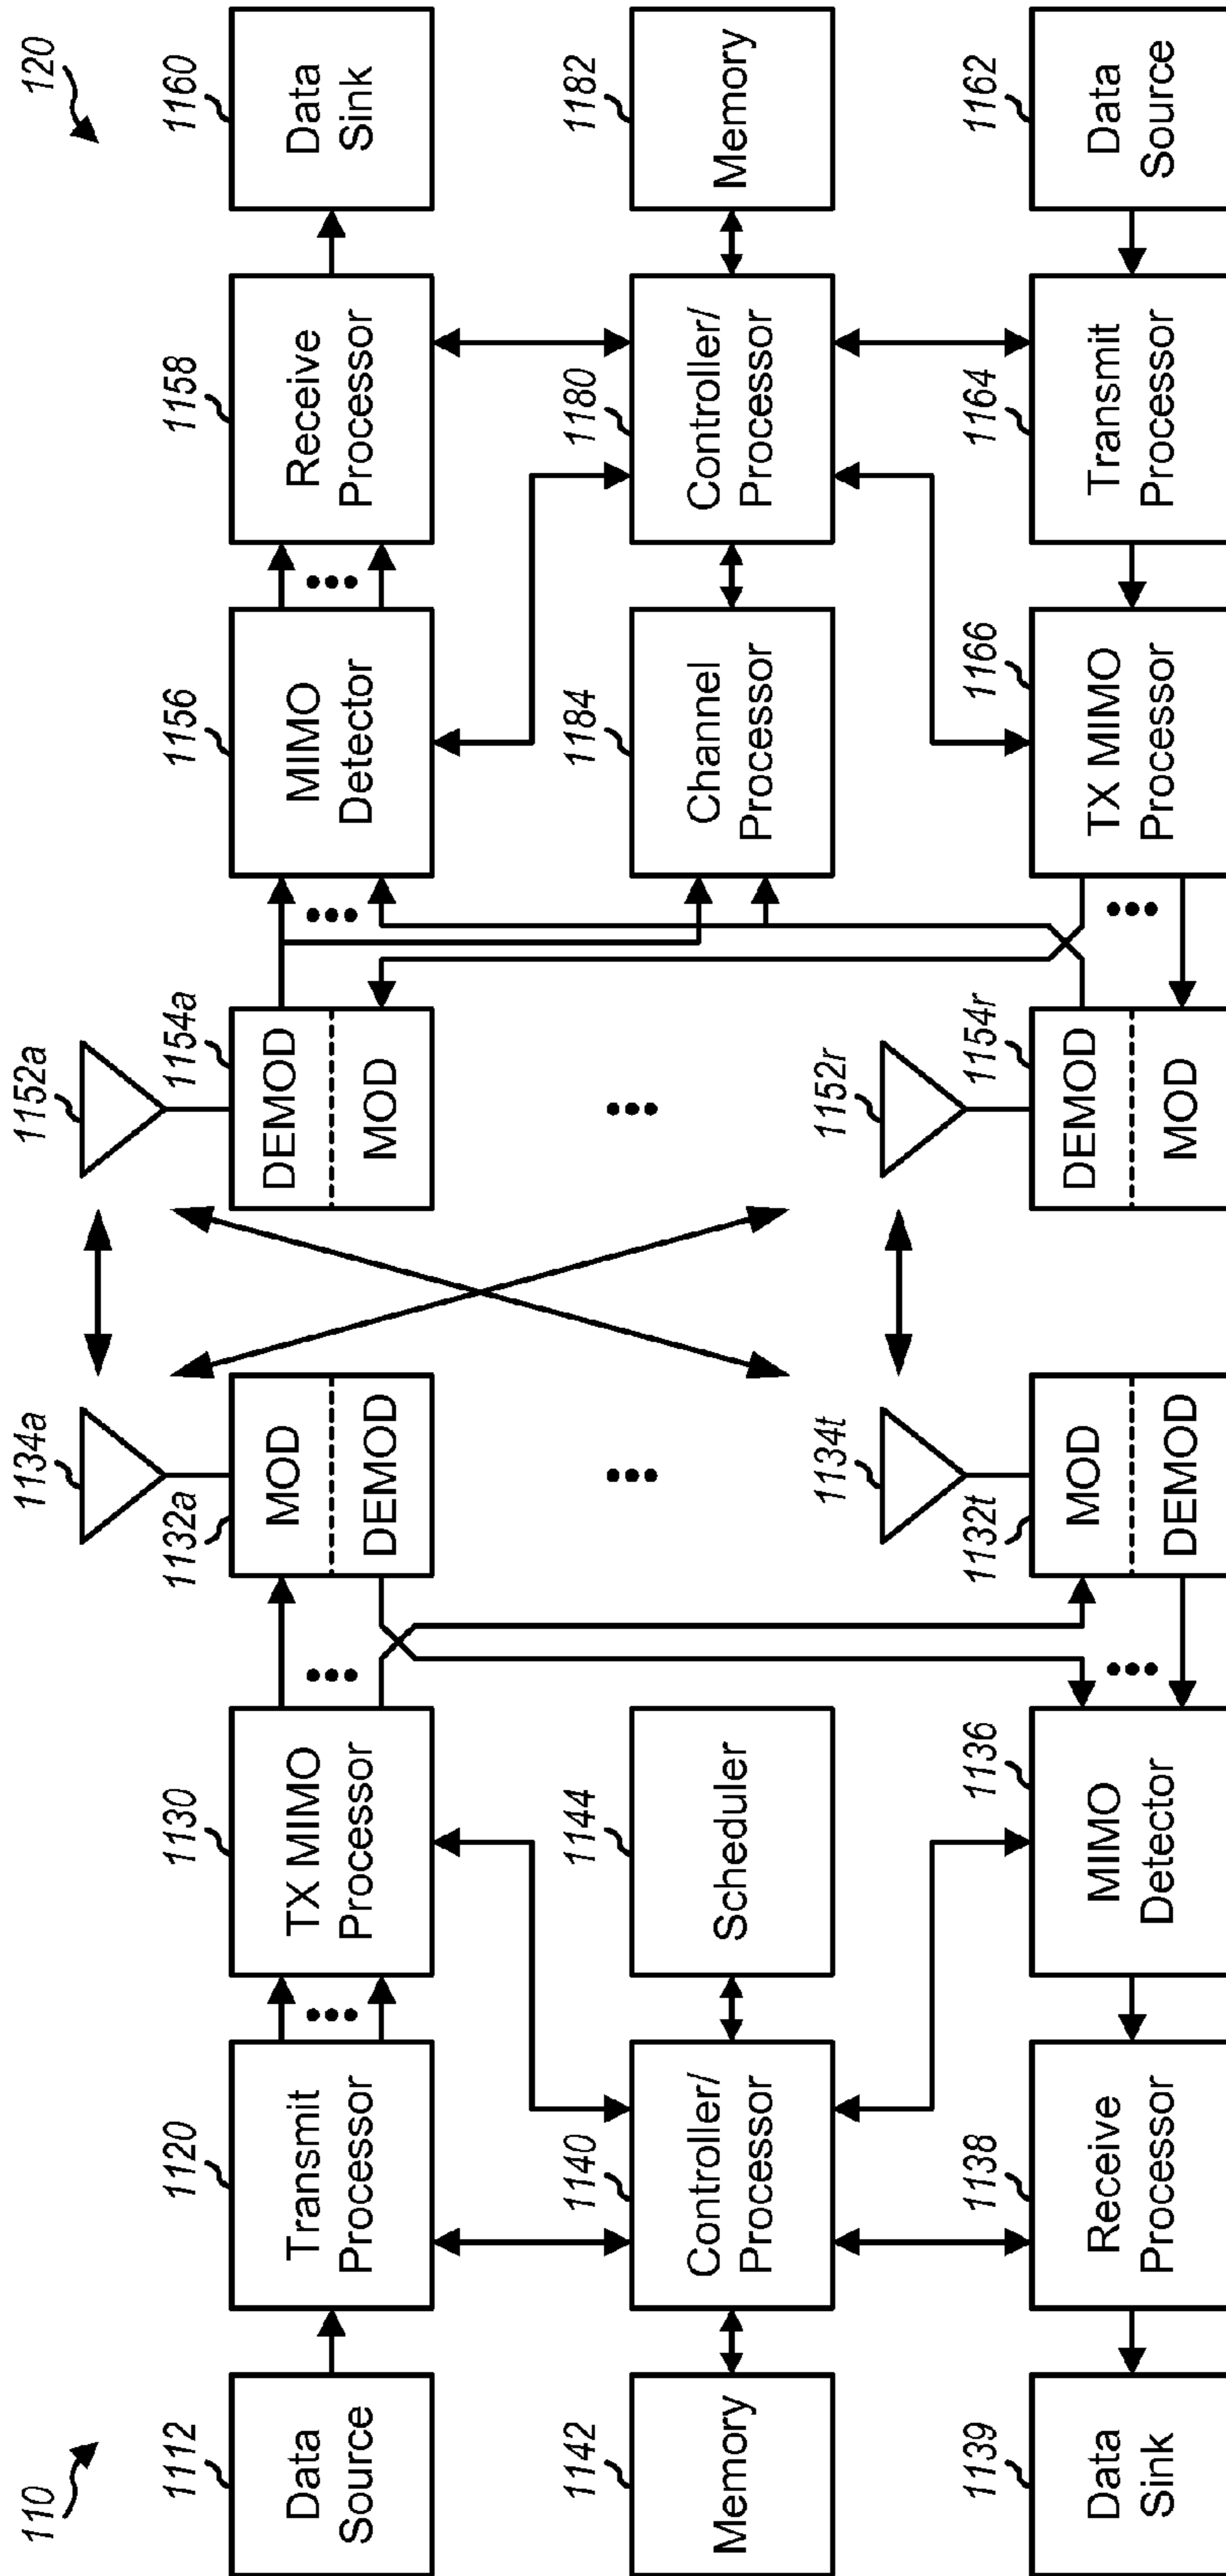 110
120
1134a
1152a
1112
1120
1130
1132a
1154a
1156
1158
1160
Data
Source
Transmit
Processor
TX MIMO
Processor
MOD
DEMOD
DEMOD
MOD
MIMO
Detector
Receive
Processor
Data
Sink
1142
1140
1144
1184
1180
1182
Memory
Controller/
Processor
Scheduler
Channel
Processor
Controller/
Processor
Memory
1134t
1152r
1139
1138
1136
1132t
1154r
1166
1164
1162
Data
Sink
Receive
Processor
MIMO
Detector
MOD
DEMOD
DEMOD
MOD
TX MIMO
Processor
Transmit
Processor
Data
Source